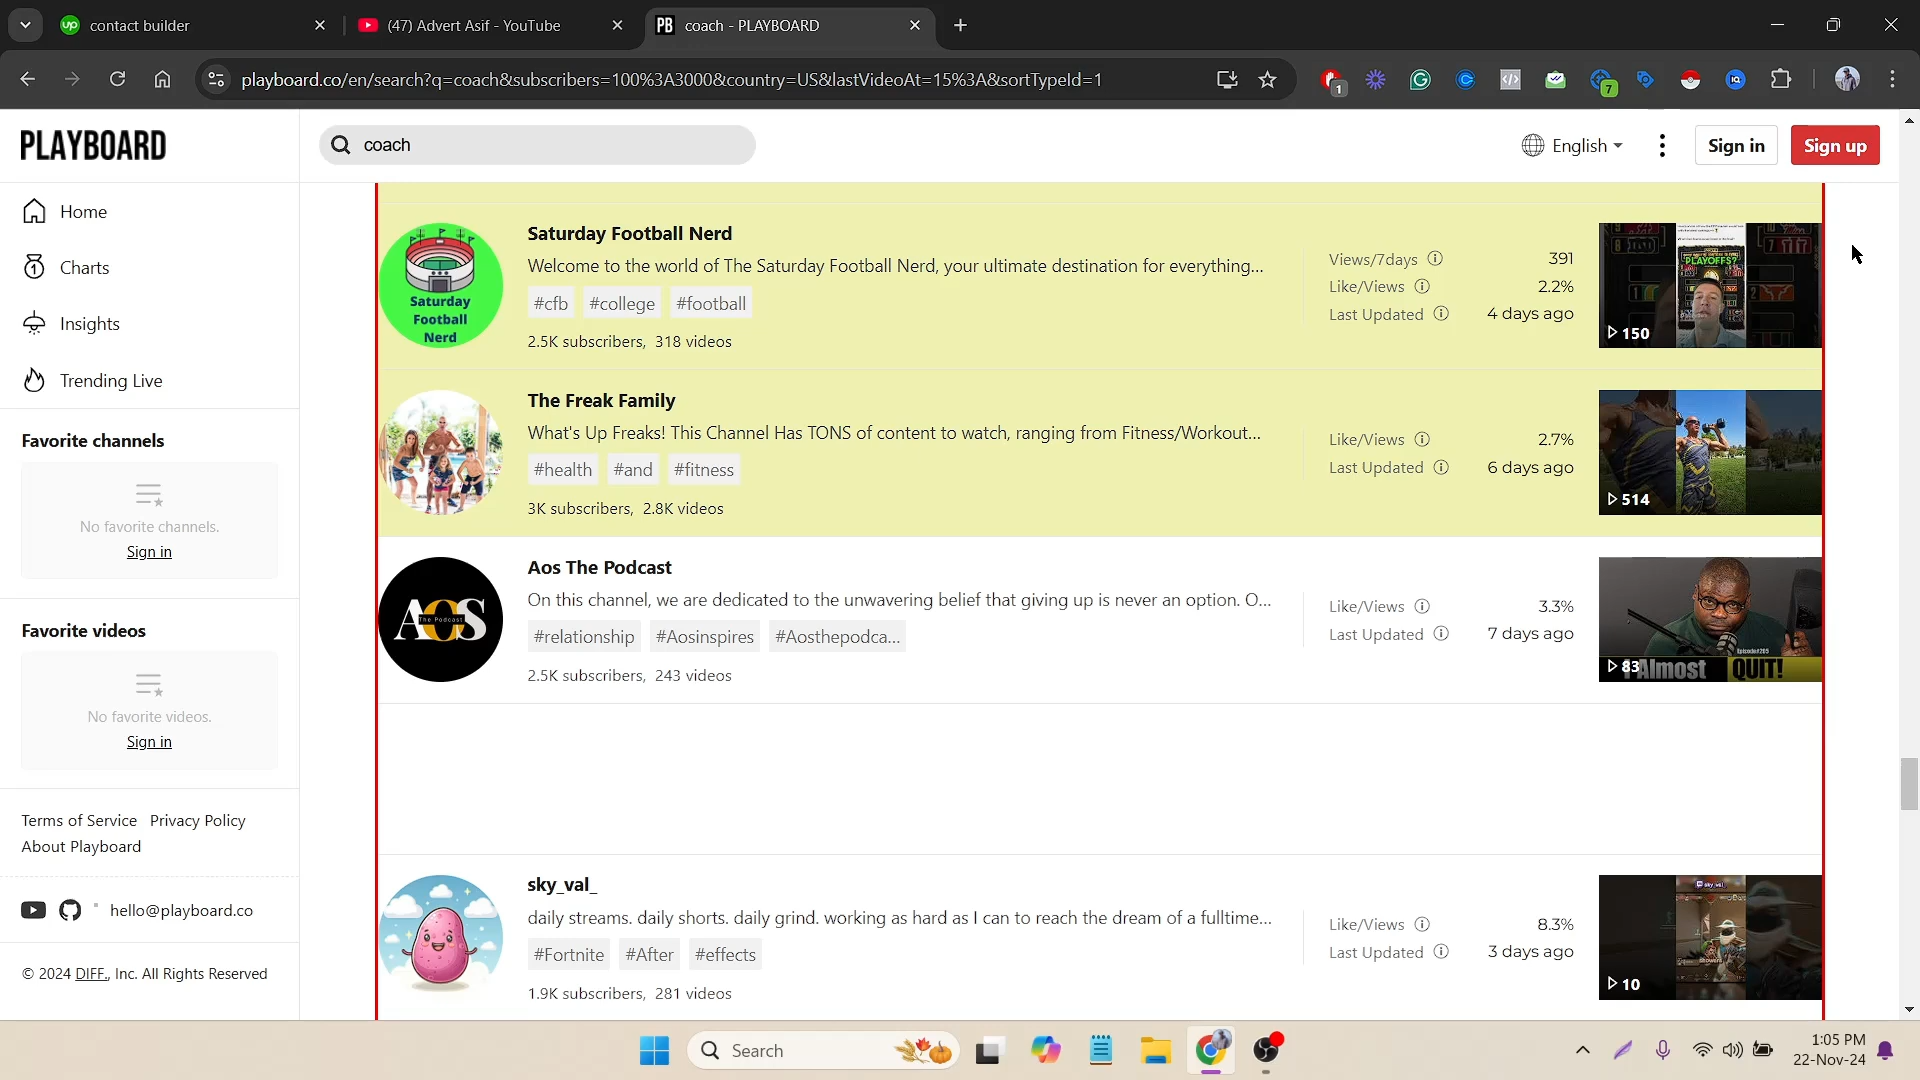 contact builder
(47) Advert Asif - YouTube
PB coach - PLAYBOARD
playboard.co/en/search?q=coach&subscribers=100%3A3000&country=US&lastVideoAt=15%3A&sortTypeId=1
1
7
PLAYBOARD
coach
English
Sign in
Sign up
Home
Charts
Insights
Trending Live
Favorite channels
No favorite channels.
Sign in
Favorite videos
No favorite videos.
Sign in
Terms of Service Privacy Policy
About Playboard
hello@playboard.co
© 2024 DIFF., Inc. All Rights Reserved
Saturday
Football
Nerd
Saturday Football Nerd
Welcome to the world of The Saturday Football Nerd, your ultimate destination for everything...
#cfb #college #football
2.5K subscribers, 318 videos
Views/7days 391
Like/Views 2.2%
Last Updated 4 days ago
PLAYOFFS?
150
The Freak Family
What's Up Freaks! This Channel Has TONS of content to watch, ranging from Fitness/Workout...
#health #and #fitness
3K subscribers, 2.8K videos
Like/Views 2.7%
Last Updated 6 days ago
514
AOS
The Podcast
Aos The Podcast
On this channel, we are dedicated to the unwavering belief that giving up is never an option. O...
#relationship #Aosinspires #Aosthepodca...
2.5K subscribers, 243 videos
Like/Views 3.3%
Last Updated 7 days ago
Episode#205
83
I Almost QUIT!
sky_val_
daily streams. daily shorts. daily grind. working as hard as I can to reach the dream of a fulltime...
#Fortnite #After #effects
1.9K subscribers, 281 videos
Like/Views 8.3%
Last Updated 3 days ago
sky_val_
10
Search
1:05 PM
22-Nov-24